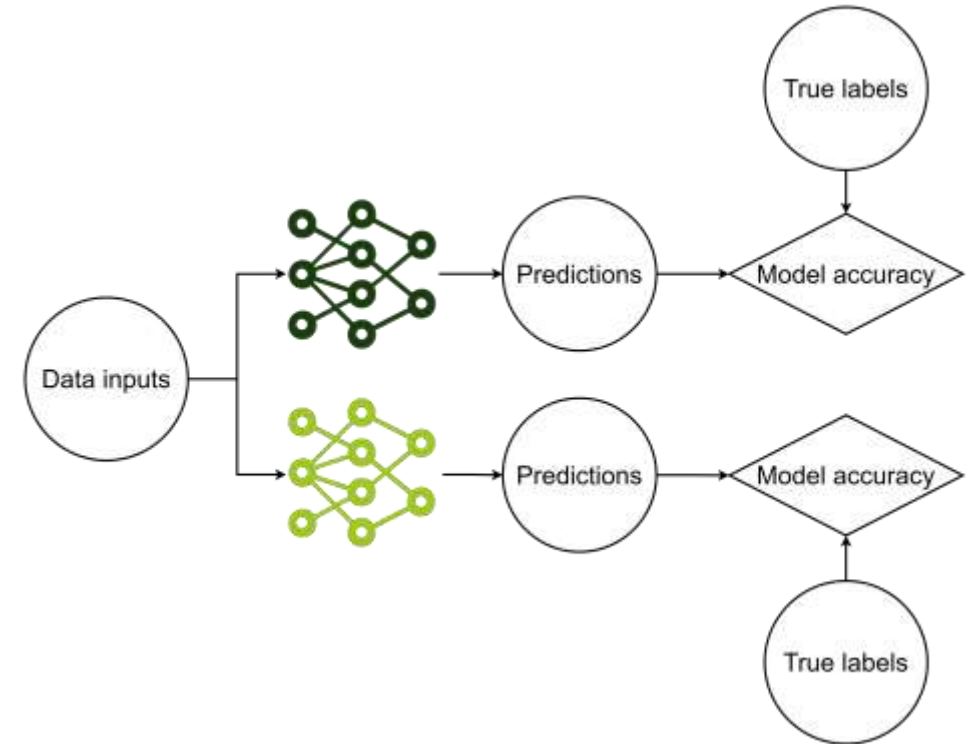 True labels
Predictions
Model accuracy
Data inputs
Predictions
Model accuracy
True labels